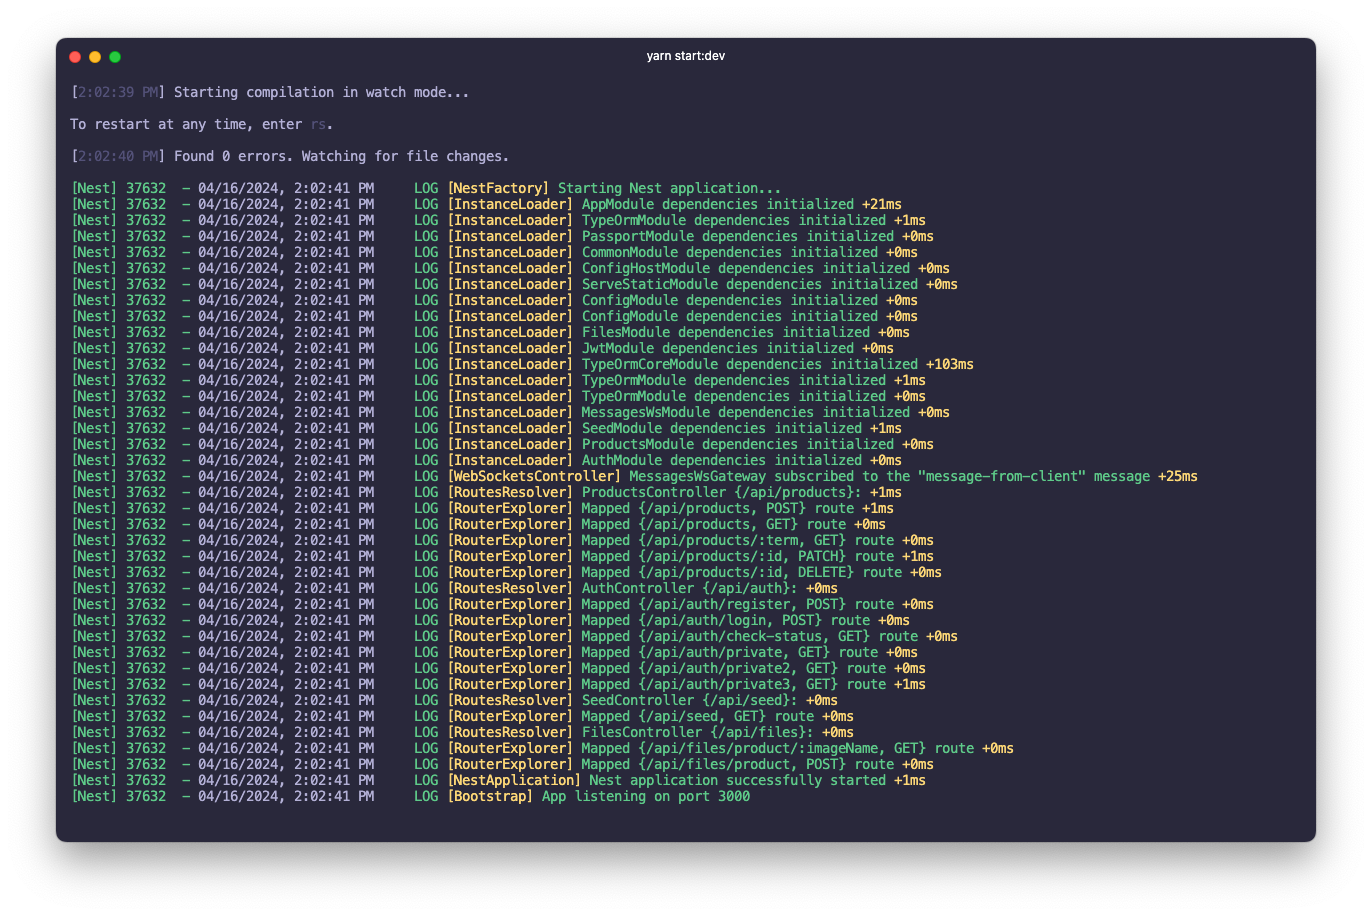 yarn start:dev
[2:02:39 PM] Starting compilation in watch mode...
To restart at any time, enter rs.
[2:02:40 PM] Found 0 errors. Watching for file changes.
[Nest] 37632  - 04/16/2024, 2:02:41 PM     LOG [NestFactory] Starting Nest application...
[Nest] 37632  - 04/16/2024, 2:02:41 PM     LOG [InstanceLoader] AppModule dependencies initialized +21ms
[Nest] 37632  - 04/16/2024, 2:02:41 PM     LOG [InstanceLoader] TypeOrmModule dependencies initialized +1ms
[Nest] 37632  - 04/16/2024, 2:02:41 PM     LOG [InstanceLoader] PassportModule dependencies initialized +0ms
[Nest] 37632  - 04/16/2024, 2:02:41 PM     LOG [InstanceLoader] CommonModule dependencies initialized +0ms
[Nest] 37632  - 04/16/2024, 2:02:41 PM     LOG [InstanceLoader] ConfigHostModule dependencies initialized +0ms
[Nest] 37632  - 04/16/2024, 2:02:41 PM     LOG [InstanceLoader] ServeStaticModule dependencies initialized +0ms
[Nest] 37632  - 04/16/2024, 2:02:41 PM     LOG [InstanceLoader] ConfigModule dependencies initialized +0ms
[Nest] 37632  - 04/16/2024, 2:02:41 PM     LOG [InstanceLoader] ConfigModule dependencies initialized +0ms
[Nest] 37632  - 04/16/2024, 2:02:41 PM     LOG [InstanceLoader] FilesModule dependencies initialized +0ms
[Nest] 37632  - 04/16/2024, 2:02:41 PM     LOG [InstanceLoader] JwtModule dependencies initialized +0ms
[Nest] 37632  - 04/16/2024, 2:02:41 PM     LOG [InstanceLoader] TypeOrmCoreModule dependencies initialized +103ms
[Nest] 37632  - 04/16/2024, 2:02:41 PM     LOG [InstanceLoader] TypeOrmModule dependencies initialized +1ms
[Nest] 37632  - 04/16/2024, 2:02:41 PM     LOG [InstanceLoader] TypeOrmModule dependencies initialized +0ms
[Nest] 37632  - 04/16/2024, 2:02:41 PM     LOG [InstanceLoader] MessagesWsModule dependencies initialized +0ms
[Nest] 37632  - 04/16/2024, 2:02:41 PM     LOG [InstanceLoader] SeedModule dependencies initialized +1ms
[Nest] 37632  - 04/16/2024, 2:02:41 PM     LOG [InstanceLoader] ProductsModule dependencies initialized +0ms
[Nest] 37632  - 04/16/2024, 2:02:41 PM     LOG [InstanceLoader] AuthModule dependencies initialized +0ms
[Nest] 37632  - 04/16/2024, 2:02:41 PM     LOG [WebSocketsController] MessagesWsGateway subscribed to the "message-from-client" message +25ms
[Nest] 37632  - 04/16/2024, 2:02:41 PM     LOG [RoutesResolver] ProductsController {/api/products}: +1ms
[Nest] 37632  - 04/16/2024, 2:02:41 PM     LOG [RouterExplorer] Mapped {/api/products, POST} route +1ms
[Nest] 37632  - 04/16/2024, 2:02:41 PM     LOG [RouterExplorer] Mapped {/api/products, GET} route +0ms
[Nest] 37632  - 04/16/2024, 2:02:41 PM     LOG [RouterExplorer] Mapped {/api/products/:term, GET} route +0ms
[Nest] 37632  - 04/16/2024, 2:02:41 PM     LOG [RouterExplorer] Mapped {/api/products/:id, PATCH} route +1ms
[Nest] 37632  - 04/16/2024, 2:02:41 PM     LOG [RouterExplorer] Mapped {/api/products/:id, DELETE} route +0ms
[Nest] 37632  - 04/16/2024, 2:02:41 PM     LOG [RoutesResolver] AuthController {/api/auth}: +0ms
[Nest] 37632  - 04/16/2024, 2:02:41 PM     LOG [RouterExplorer] Mapped {/api/auth/register, POST} route +0ms
[Nest] 37632  - 04/16/2024, 2:02:41 PM     LOG [RouterExplorer] Mapped {/api/auth/login, POST} route +0ms
[Nest] 37632  - 04/16/2024, 2:02:41 PM     LOG [RouterExplorer] Mapped {/api/auth/check-status, GET} route +0ms
[Nest] 37632  - 04/16/2024, 2:02:41 PM     LOG [RouterExplorer] Mapped {/api/auth/private, GET} route +0ms
[Nest] 37632  - 04/16/2024, 2:02:41 PM     LOG [RouterExplorer] Mapped {/api/auth/private2, GET} route +0ms
[Nest] 37632  - 04/16/2024, 2:02:41 PM     LOG [RouterExplorer] Mapped {/api/auth/private3, GET} route +1ms
[Nest] 37632  - 04/16/2024, 2:02:41 PM     LOG [RoutesResolver] SeedController {/api/seed}: +0ms
[Nest] 37632  - 04/16/2024, 2:02:41 PM     LOG [RouterExplorer] Mapped {/api/seed, GET} route +0ms
[Nest] 37632  - 04/16/2024, 2:02:41 PM     LOG [RoutesResolver] FilesController {/api/files}: +0ms
[Nest] 37632  - 04/16/2024, 2:02:41 PM     LOG [RouterExplorer] Mapped {/api/files/product/:imageName, GET} route +0ms
[Nest] 37632  - 04/16/2024, 2:02:41 PM     LOG [RouterExplorer] Mapped {/api/files/product, POST} route +0ms
[Nest] 37632  - 04/16/2024, 2:02:41 PM     LOG [NestApplication] Nest application successfully started +1ms
[Nest] 37632  - 04/16/2024, 2:02:41 PM     LOG [Bootstrap] App listening on port 3000